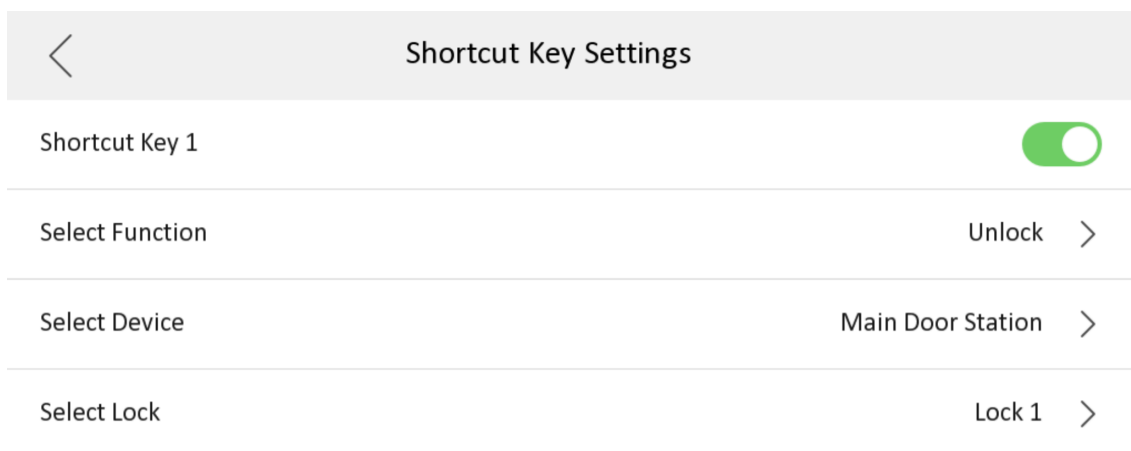 Shortcut Key Settings
Shortcut Key 1
Select Function Unlock
Select Device Main Door Station
Select Lock Lock 1